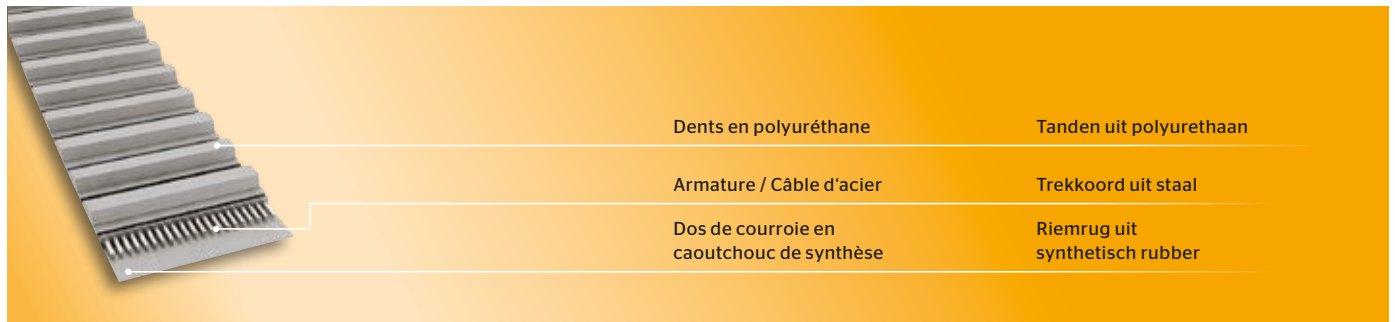 Dents en polyuréthane
Tanden uit polyurethaan
Armature / Câble d‘acier
Trekkoord uit staal
Dos de courroie en
caoutchouc de synthèse
Riemrug uit
synthetisch rubber